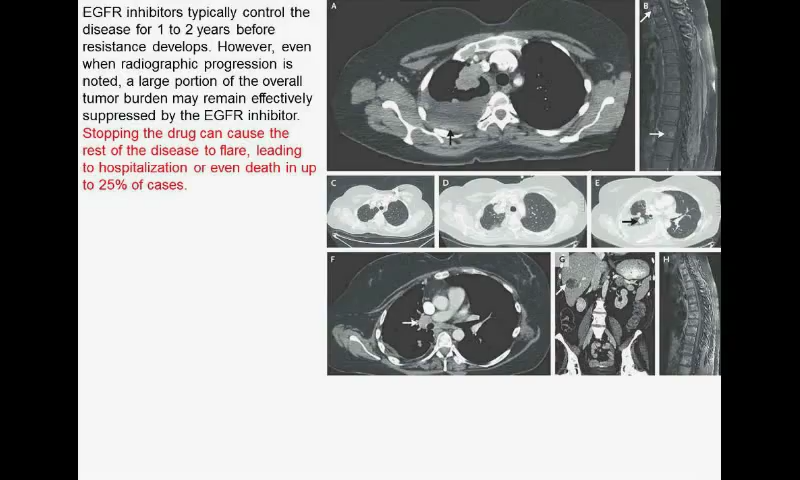 EGFR inhibitors typically control the
disease for 1 to 2 years before
resistance develops. However, even
when radiographic progression is
noted, a large portion of the overall
tumor burden may remain effectively
suppressed by the EGFR inhibitor.
Stopping the drug can cause the
rest of the disease to flare, leading
to hospitalization or even death in up
to 25% of cases.
A
B
C
D
E
F
G
H